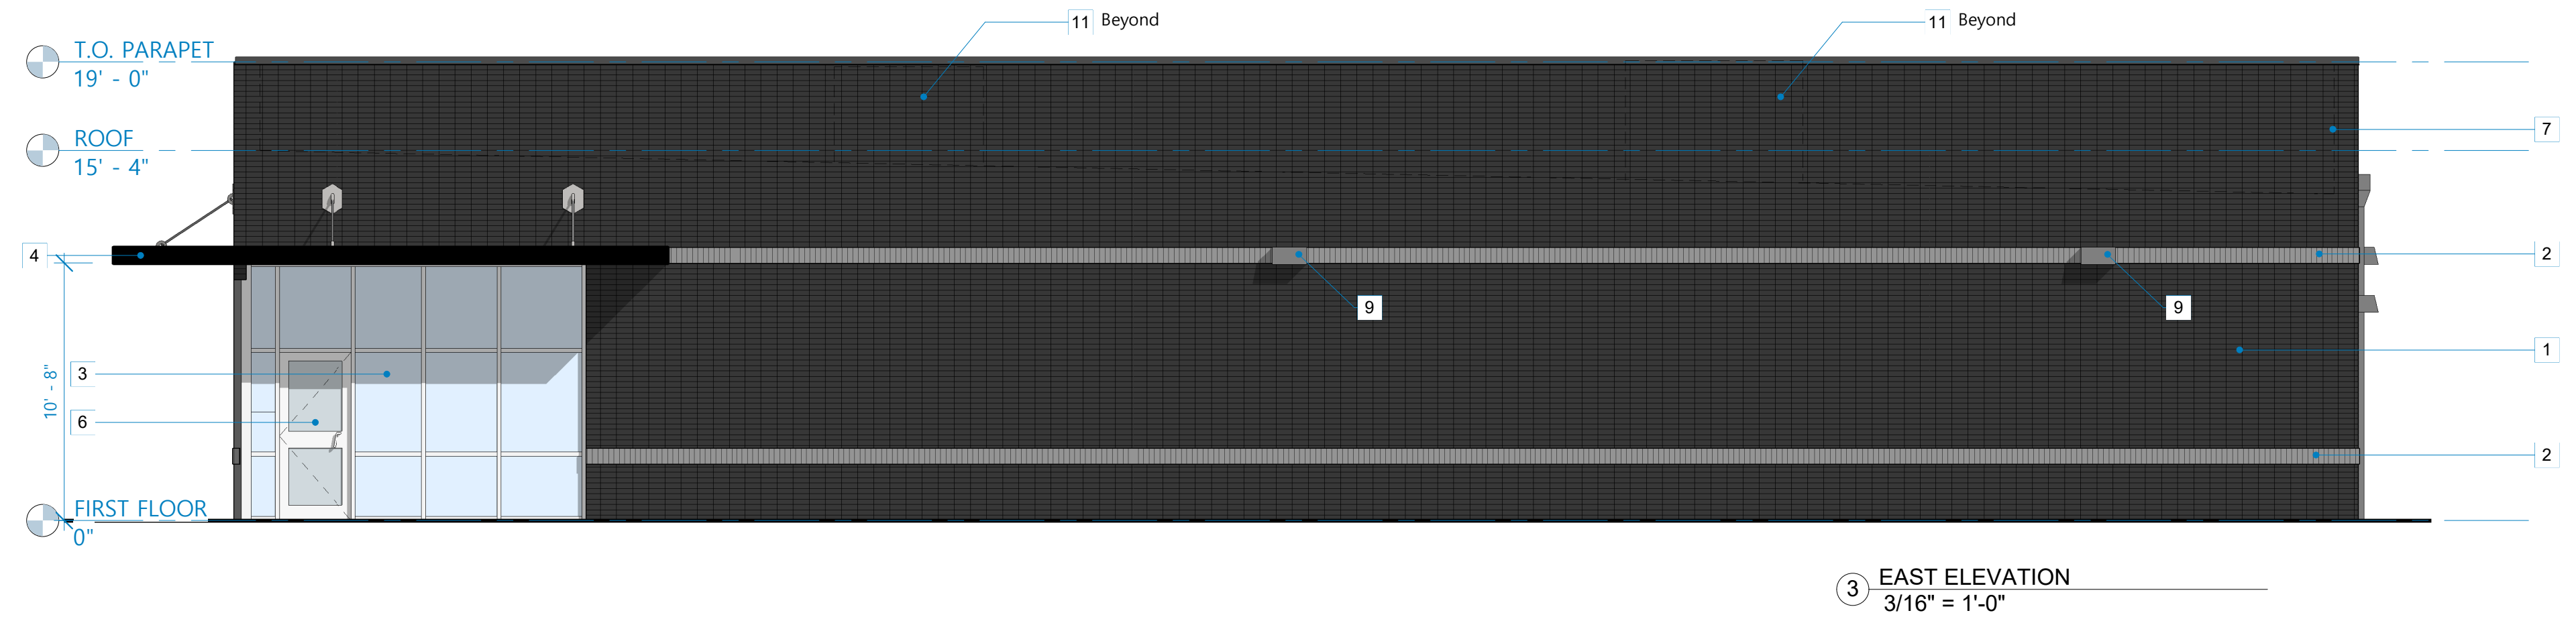 11 Beyond
11 Beyond
T.O. PARAPET
19' - 0"
7
ROOF
15' - 4"
4
2
9
9
1
3
10' - 8"
6
2
FIRST FLOOR
0"
3 EAST ELEVATION
3/16" = 1'-0"